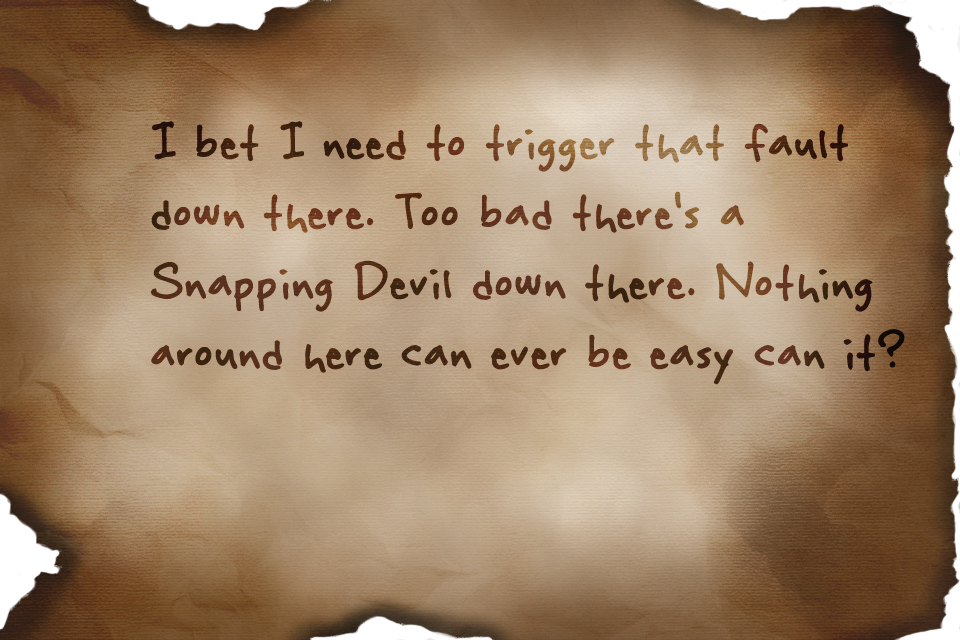 I bet I need to trigger that fault
down there. Too bad there's a
Snapping Devil down there. Nothing
around here can ever be easy can it?